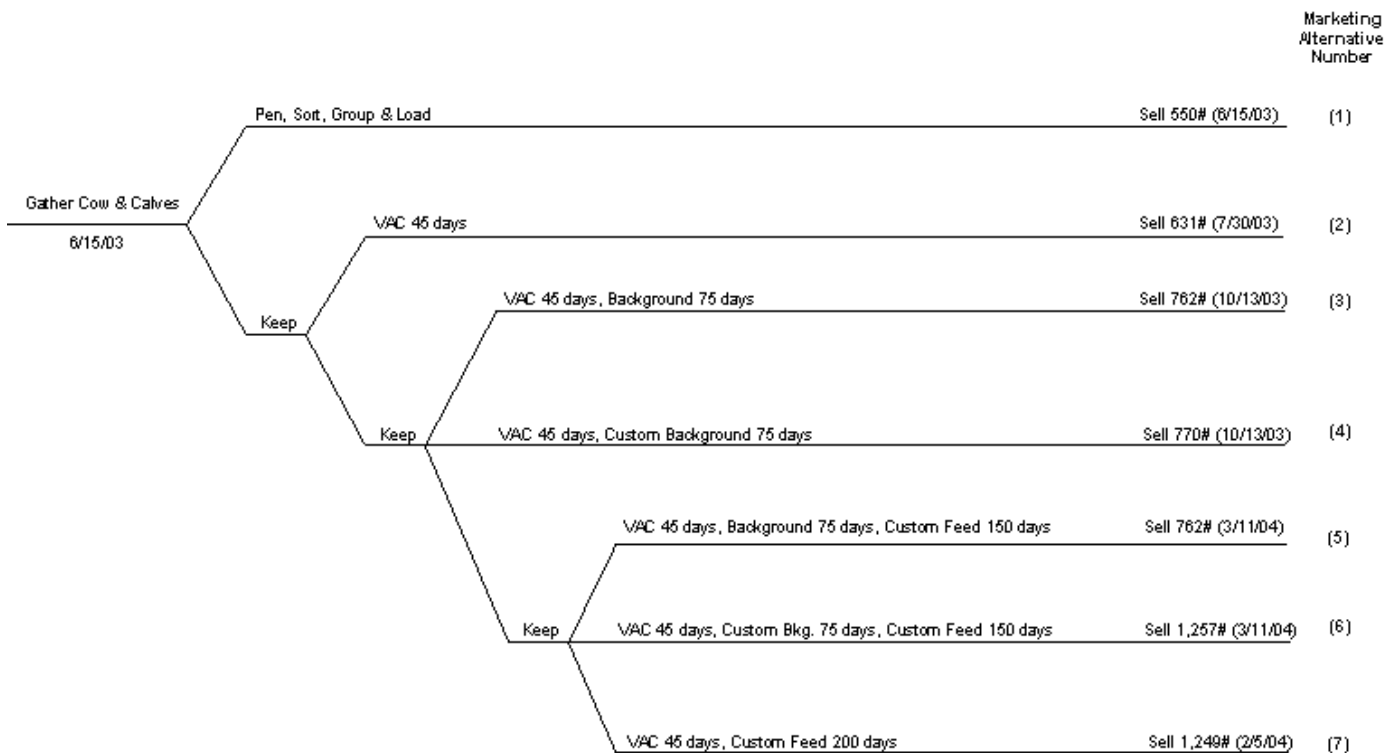 Marketing
Alternative
Number
Pen, Sort, Group & Load
Sell 550# (6/15/03)
(1)
Gather Cow & Calves
6/15/03
VAC 45 days
Sell 631# (7/30/03)
(2)
Keep
VAC 45 days, Background 75 days
Sell 762# (10/13/03)
(3)
Keep
VAC 45 days, Custom Background 75 days
Sell 770# (10/13/03)
(4)
VAC 45 days, Background 75 days, Custom Feed 150 days
Sell 762# (3/11/04)
(5)
Keep
VAC 45 days, Custom Bkg. 75 days, Custom Feed 150 days
Sell 1,257# (3/11/04)
(6)
VAC 45 days, Custom Feed 200 days
Sell 1,249# (2/5/04)
(7)